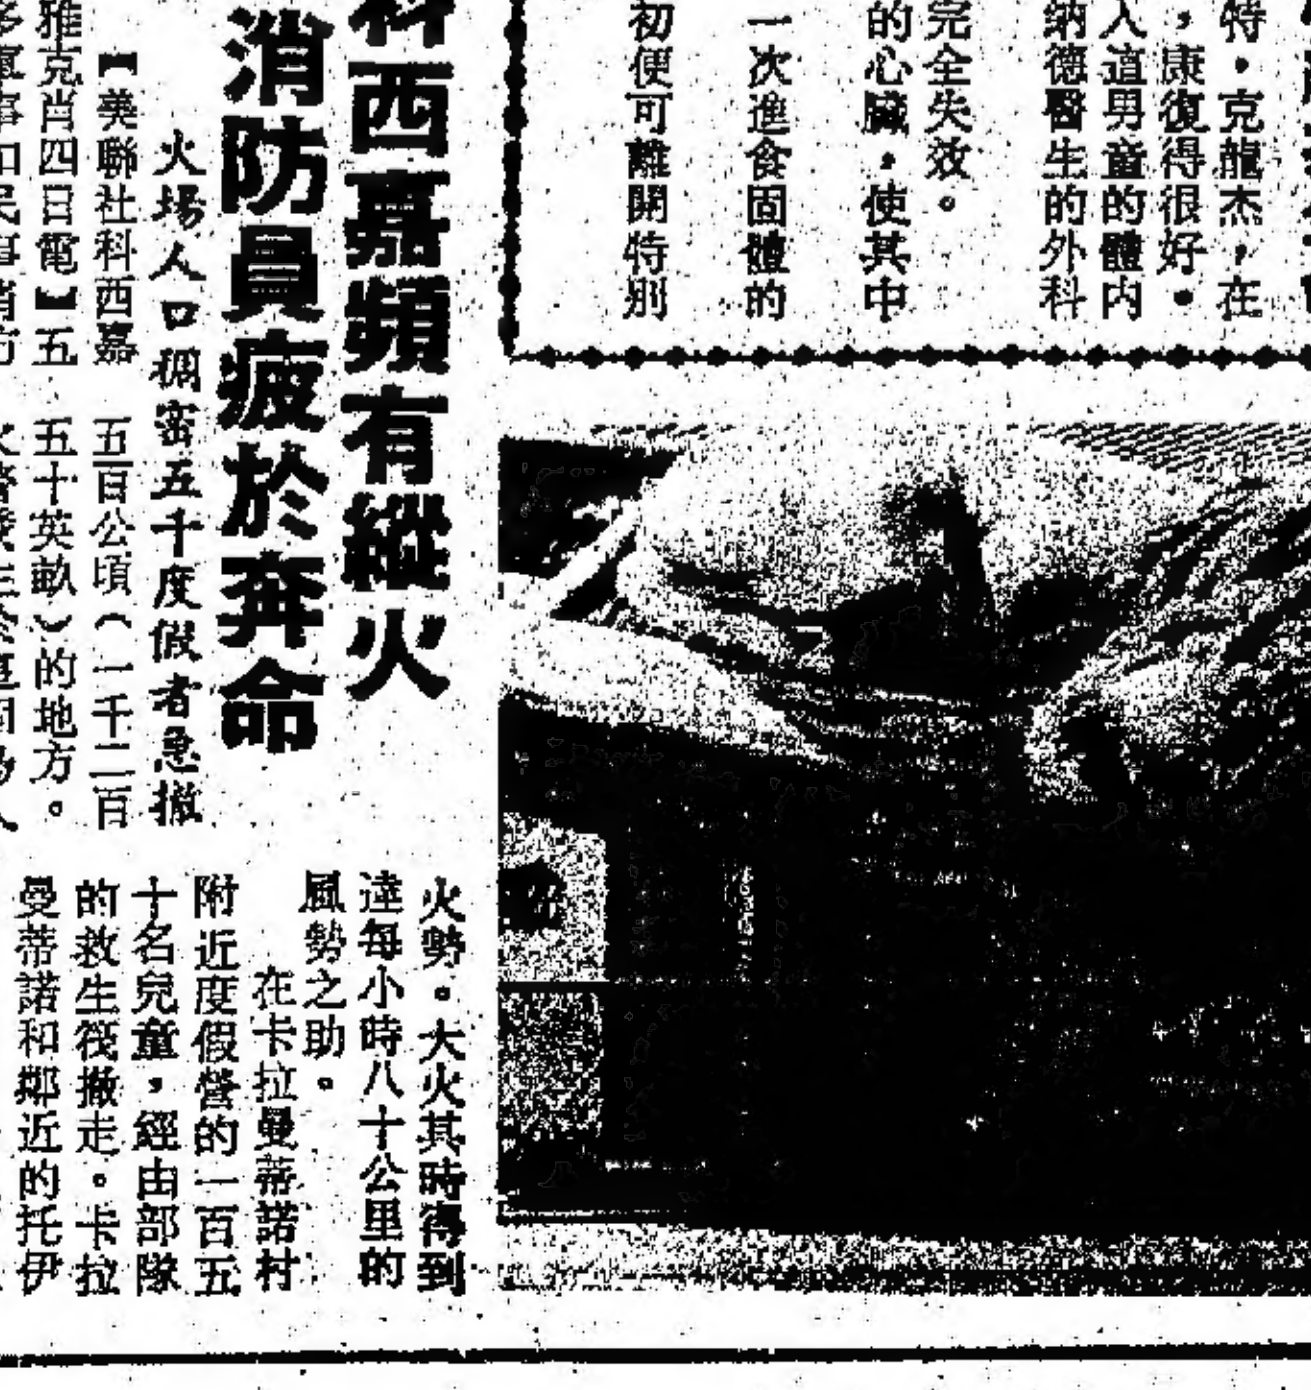 特・克龍杰，在
，康復得很好・
入這男童的體內
納德醫生的外科
完全失效。
的心臟，使其中
一次進食固體的
初便可離開特別
科西嘉頻有縱火
消防員疲於奔命
火場人口稠密五千度假者急撤
【美聯社科西嘉
雅克肖四日電】五
五百公頃（一千二百
五十英畝）的地方。
火勢。大火其時得到
達每小時八十公里的
風勢之助。
在卡拉曼蒂諾村
附近度假營的一百五
十名兒童，經由部隊
的救生筏撤走。卡拉
曼蒂諾和鄰近的托伊